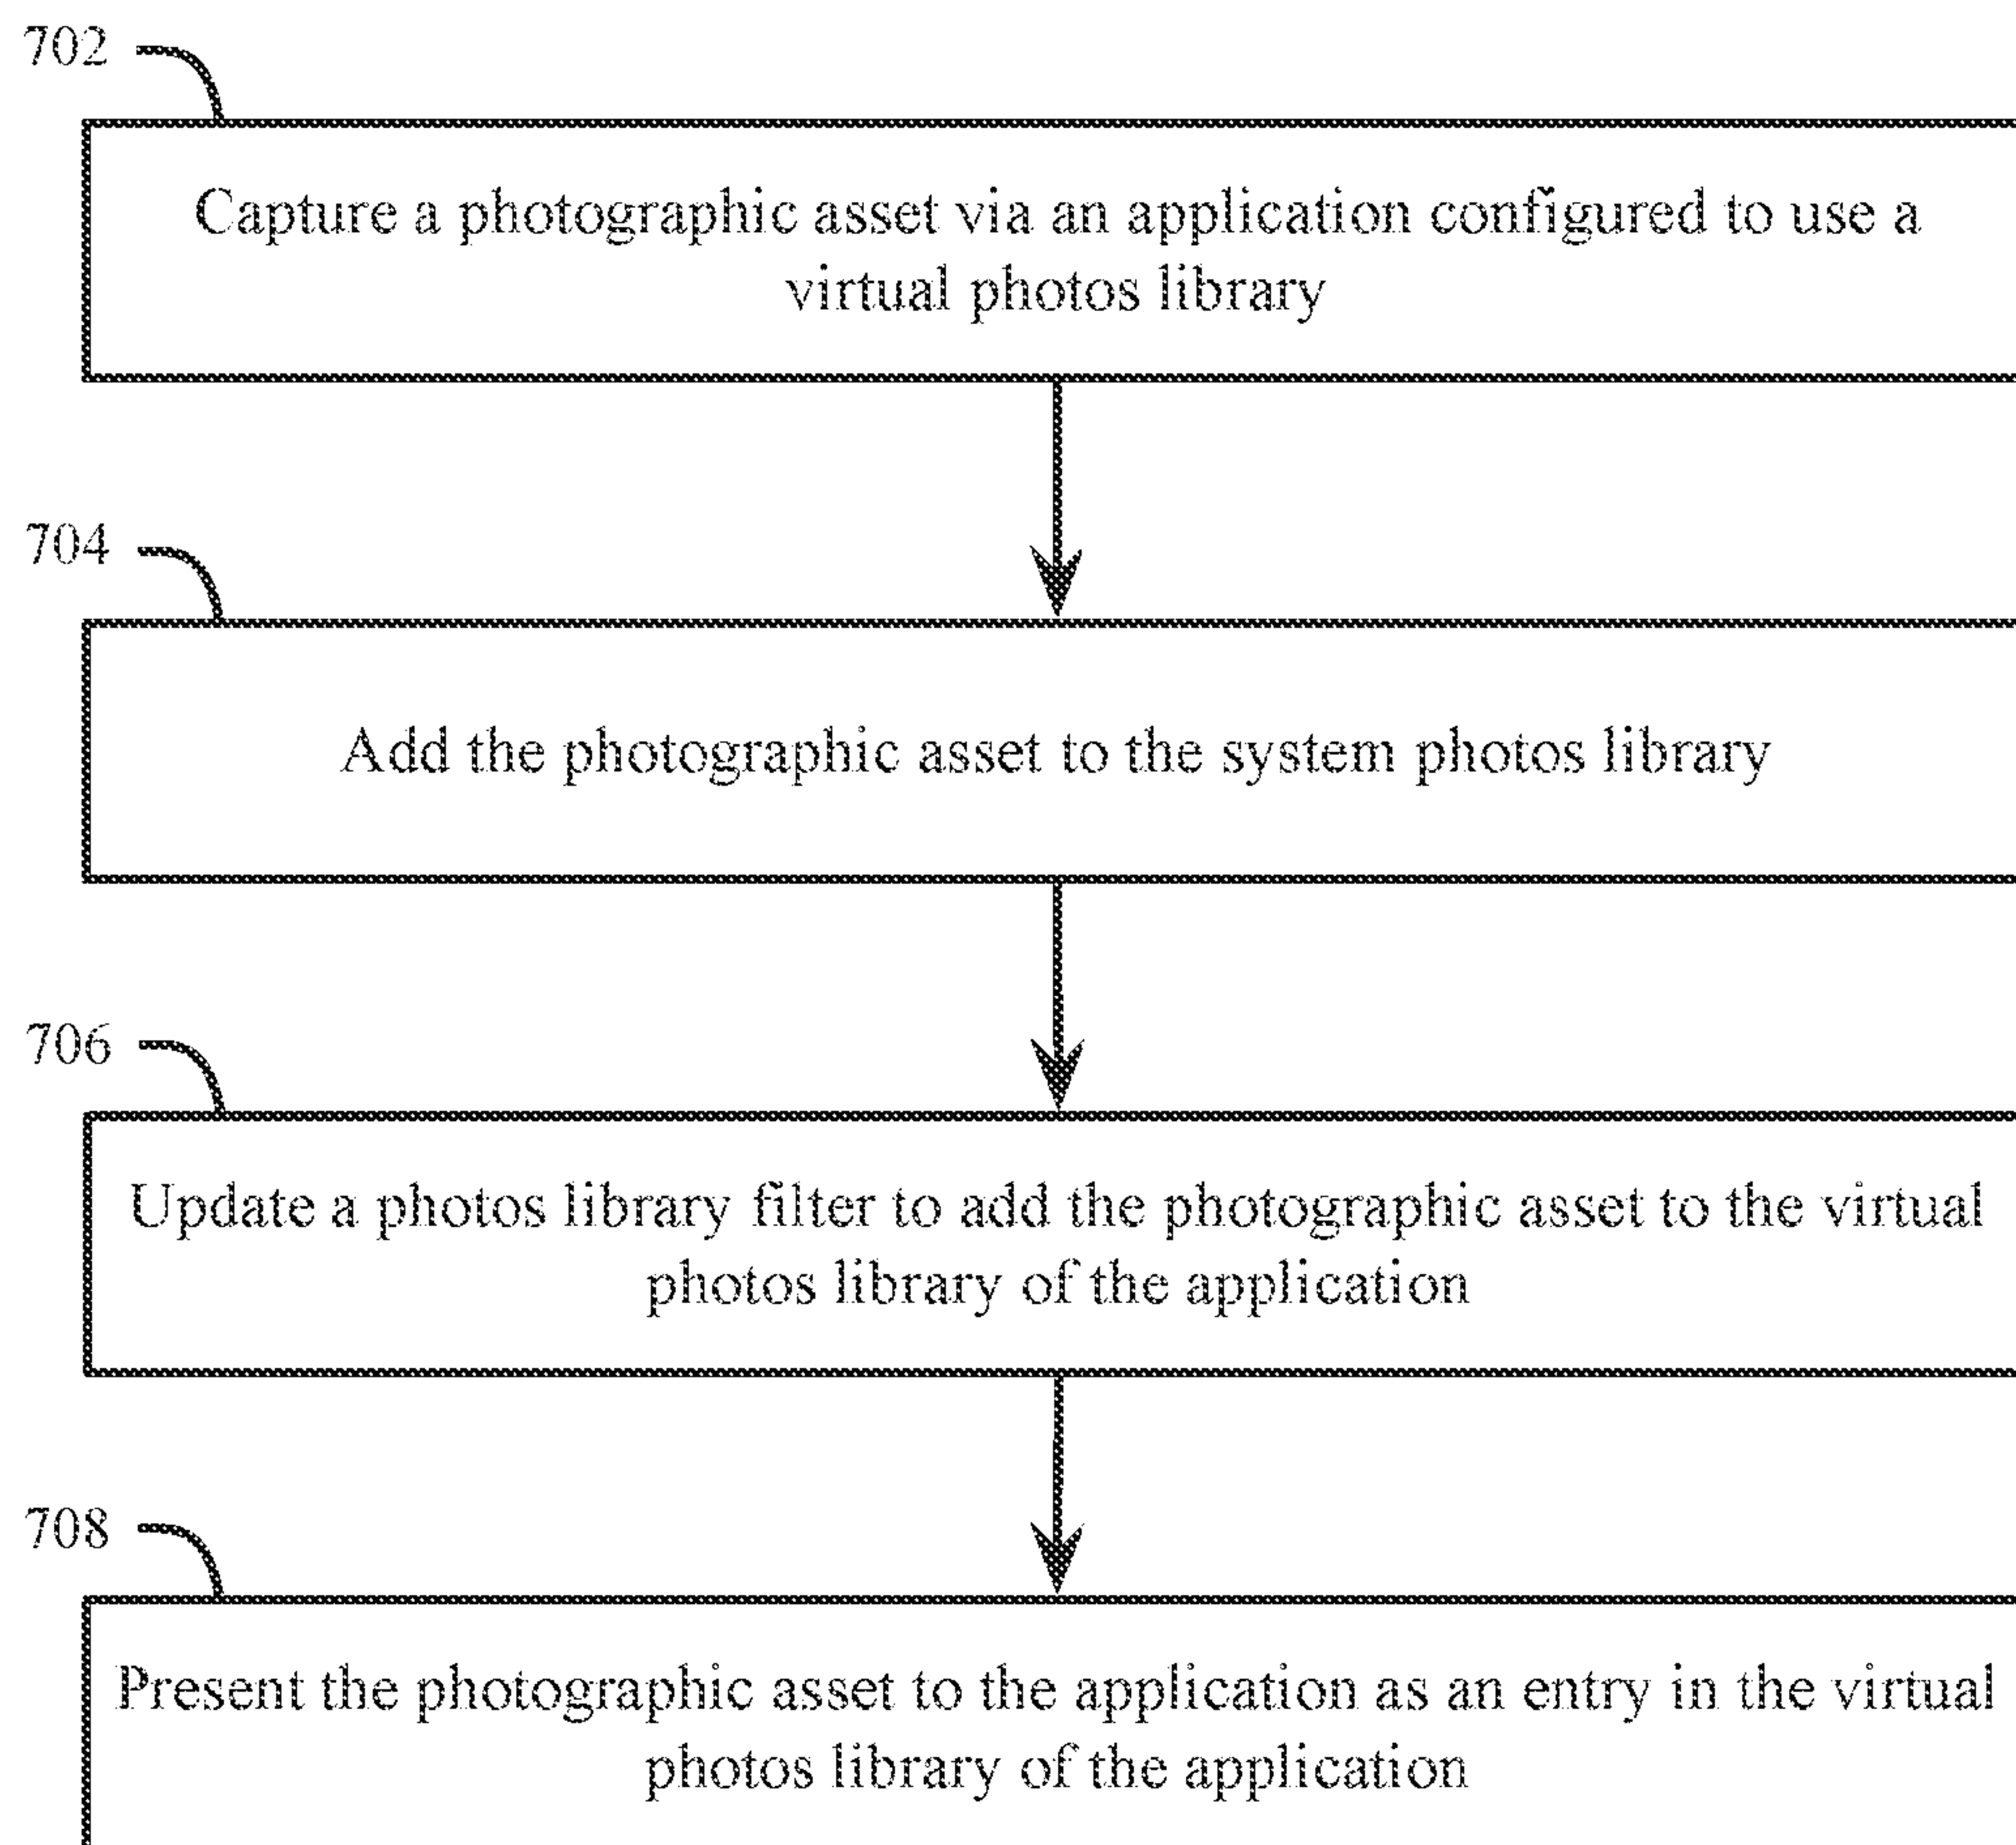 702
Capture a photographic asset via an application configured to use a
virtual photos library
704
Add the photographic asset to the system photos library
706
Update a photos library filter to add the photographic asset to the virtual
photos library of the application
708
Present the photographic asset to the application as an entry in the virtual
photos library of the application